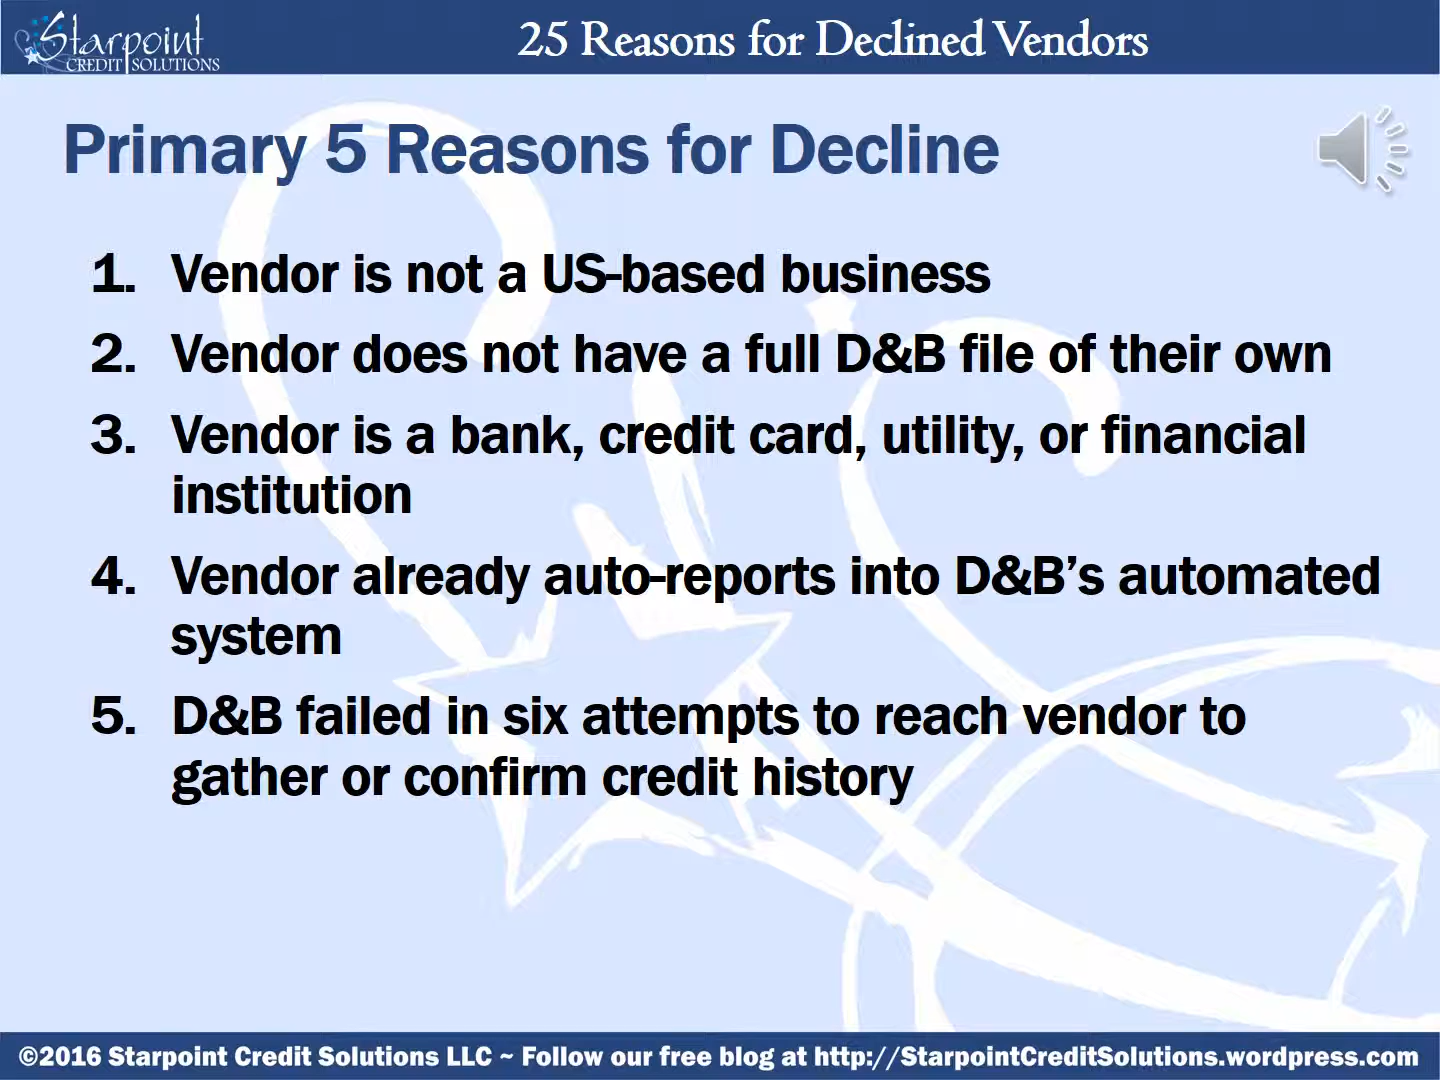 Starpoint
CREDIT SOLUTIONS
25 Reasons for Declined Vendors
Primary 5 Reasons for Decline
1. Vendor is not a US-based business
2. Vendor does not have a full D&B file of their own
3. Vendor is a bank, credit card, utility, or financial
institution
4. Vendor already auto-reports into D&B’s automated
system
5. D&B failed in six attempts to reach vendor to
gather or confirm credit history
©2016 Starpoint Credit Solutions LLC ~ Follow our free blog at http://StarpointCreditSolutions.wordpress.com